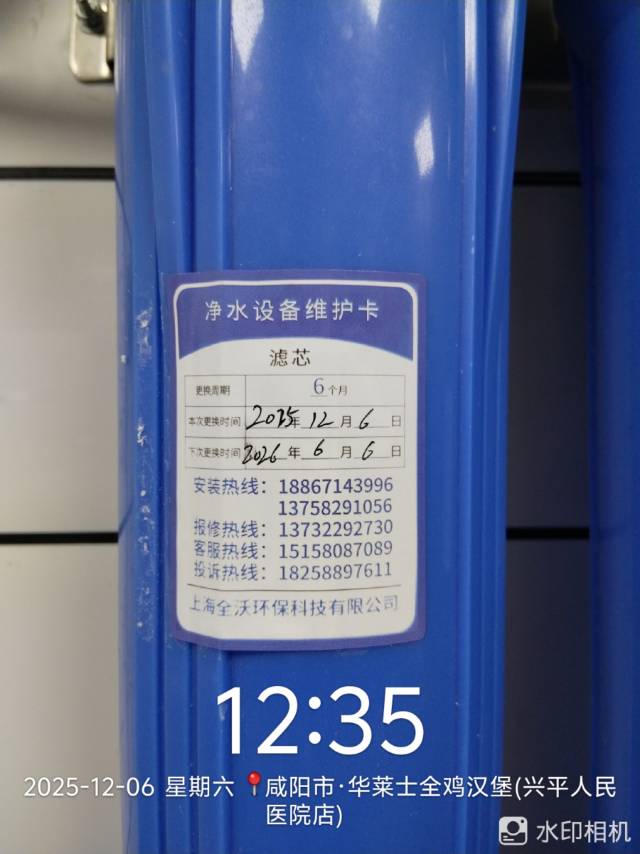 净水设备维护卡
滤芯
更换周期 6个月
本次更换时间 2025年12月6日
下次更换时间 2026年6月6日
安装热线：18867143996
13758291056
报修热线：13732292730
客服热线：15158087089
投诉热线：18258897611
上海全沃环保科技有限公司
12:35
2025-12-06 星期六 咸阳市·华莱士全鸡汉堡(兴平人民
医院店)
水印相机